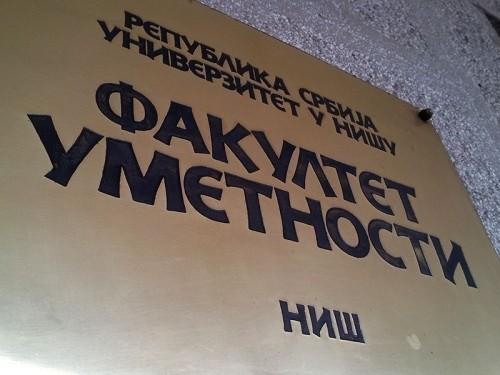 РЕПУБЛИКА СРБИЈА
УНИВЕРЗИТЕТ У НИШУ
ФАКУЛТЕТ
УМЕТНОСТИ
НИШ